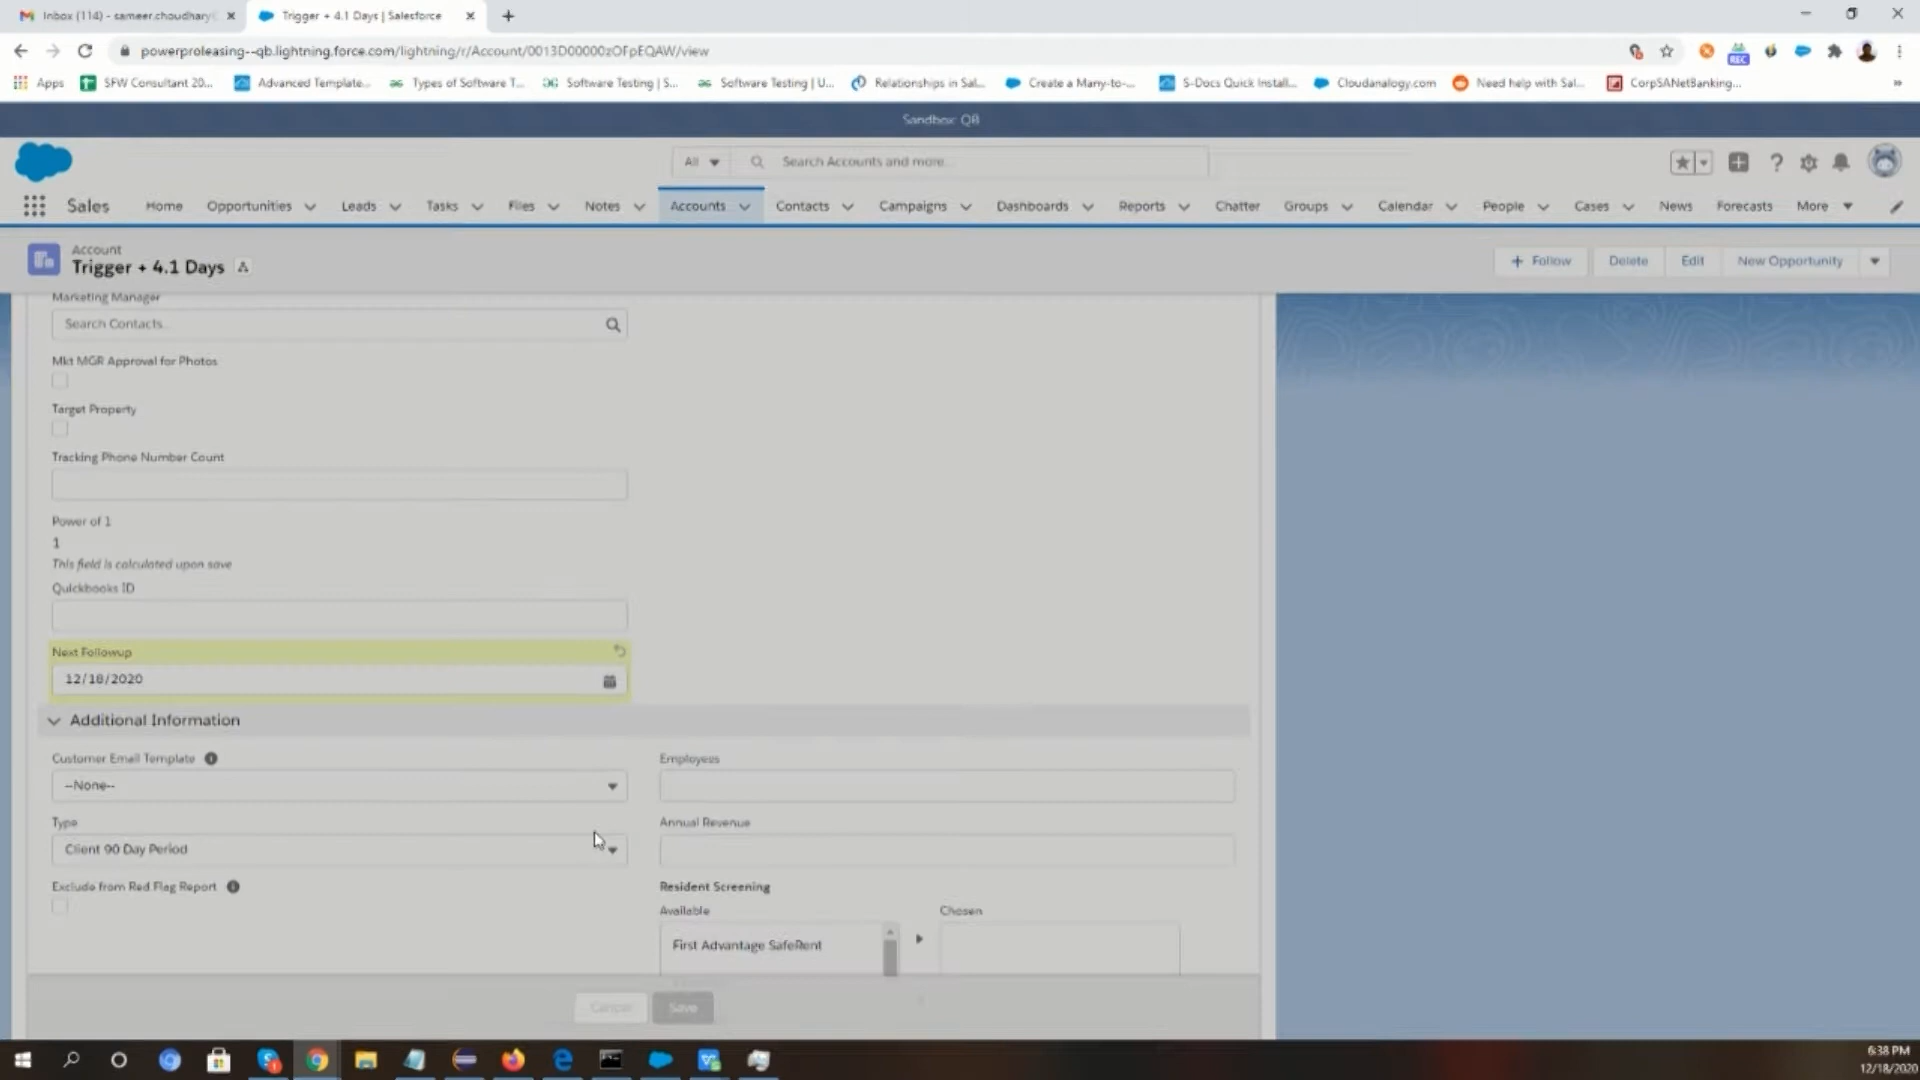 Inbox (114) - sameer.choudhary
Trigger + 4.1 Days | Salesforce
powerproleasing--qb.lightning.force.com/lightning/r/Account/0013D00000zOFpEQAW/view
REC
Apps
SFW Consultant 20...
Advanced Template...
Types of Software T...
Software Testing | S...
Software Testing | U...
Relationships in Sal...
Create a Many-to-...
S-Docs Quick Install...
Cloudanalogy.com
Need help with Sal...
CorpSANetBanking...
Sandbox: QB
All
Search Accounts and more...
Sales
Home
Opportunities
Leads
Tasks
Files
Notes
Accounts
Contacts
Campaigns
Dashboards
Reports
Chatter
Groups
Calendar
People
Cases
News
Forecasts
More
Account
Trigger + 4.1 Days
Follow
Delete
Edit
New Opportunity
Marketing Manager
Search Contacts...
Mkt MGR Approval for Photos
Target Property
Tracking Phone Number Count
Power of 1
1
This field is calculated upon save
Quickbooks ID
Next Followup
12/18/2020
Additional Information
Customer Email Template
--None--
Employees
Type
Client 90 Day Period
Annual Revenue
Exclude from Red Flag Report
Resident Screening
Available
Chosen
First Advantage SafeRent
Cancel
Save
6:38 PM
12/18/2020